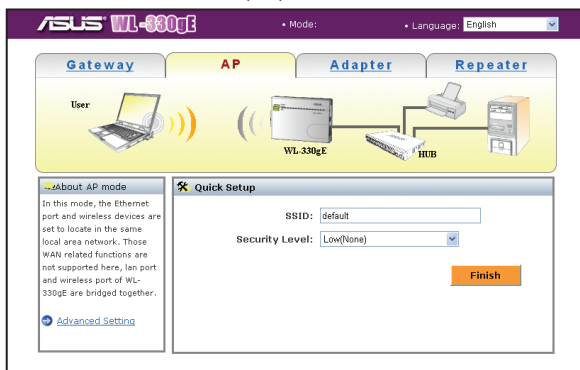 ASUS WL-330gE • Mode: • Language: English
Gateway AP Adapter Repeater
User
WL-330gE
HUB
About AP mode
In this mode, the Ethernet
port and wireless devices are
set to locate in the same
local area network. Those
WAN related functions are
not supported here, lan port
and wireless port of WL-
330gE are bridged together.
Advanced Setting
Quick Setup
SSID: default
Security Level: Low(None)
Finish